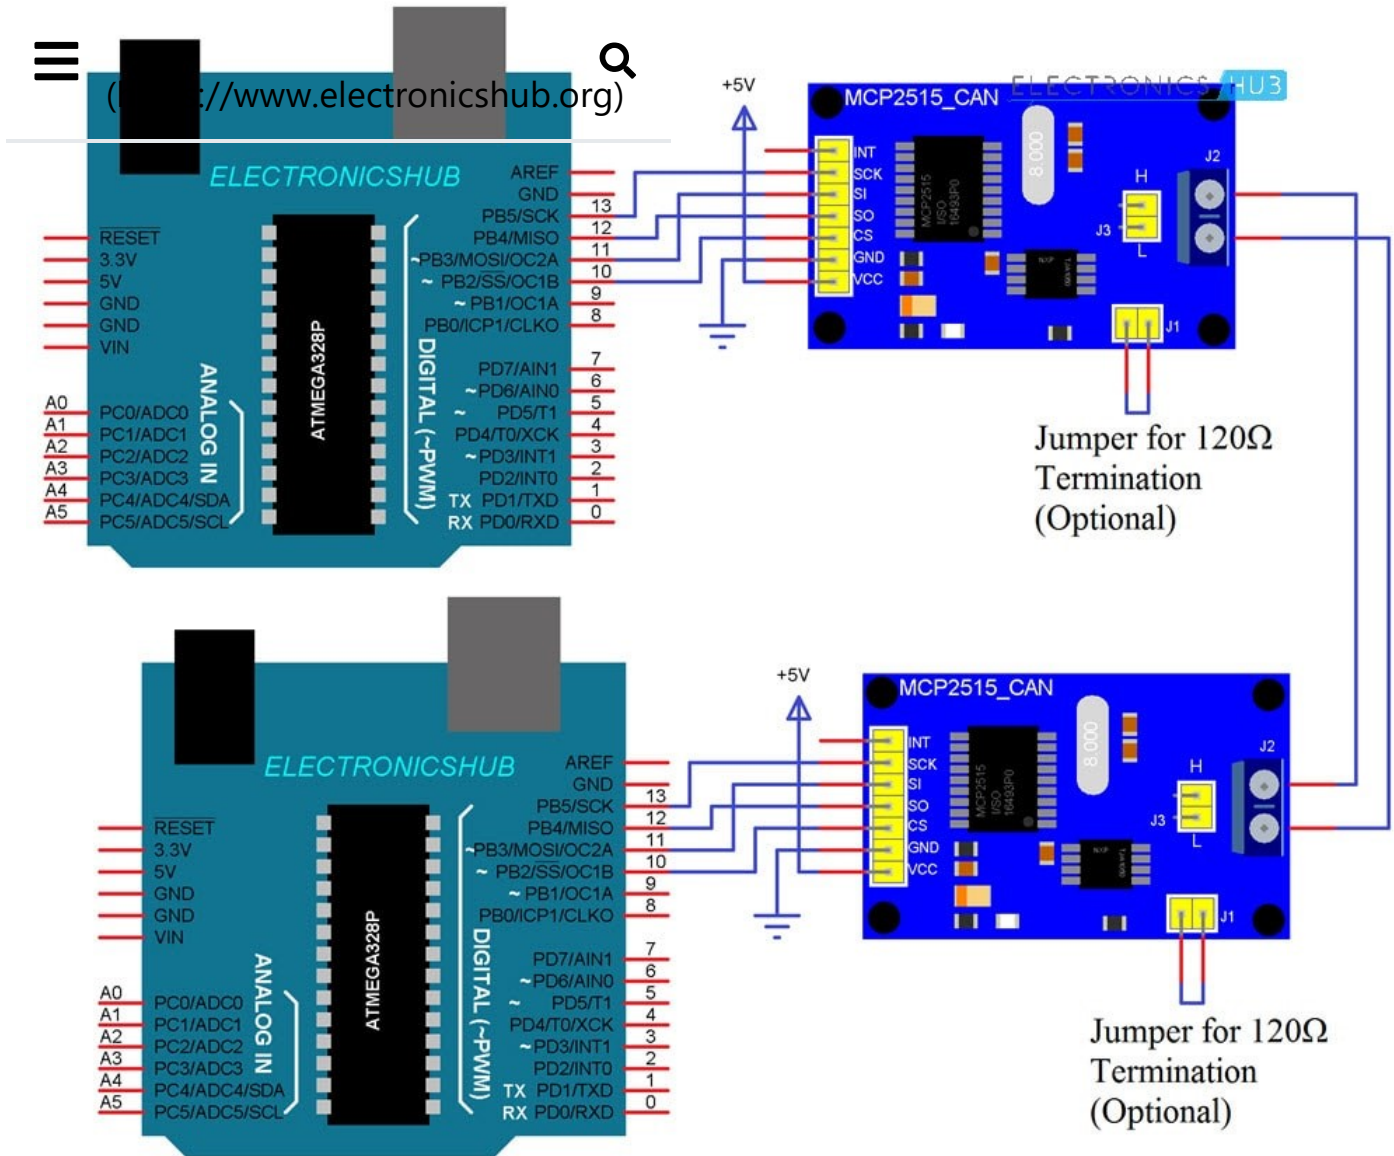 (
://www.electronicshub.org)
ELECTRONICS HUB
ELECTRONICSHUB
RESET
3.3V
5V
GND
GND
VIN
A0 PC0/ADC0
A1 PC1/ADC1
A2 PC2/ADC2
A3 PC3/ADC3
A4 PC4/ADC4/SDA
A5 PC5/ADC5/SCL
ANALOG IN
ATMEGA328P
DIGITAL (~PWM)
AREF
GND
PB5/SCK 13
PB4/MISO 12
~PB3/MOSI/OC2A 11
~ PB2/SS/OC1B 10
~ PB1/OC1A 9
PB0/ICP1/CLKO 8
PD7/AIN1 7
~PD6/AIN0 6
~ PD5/T1 5
PD4/T0/XCK 4
~PD3/INT1 3
PD2/INT0 2
TX PD1/TXD 1
RX PD0/RXD 0
+5V
MCP2515_CAN
INT
SCK
SI
SO
CS
GND
VCC
MCP2515
I/SO
16493P0
8.000
NXP
TJA1050
H
J3
L
J2
J1
Jumper for 120Ω
Termination
(Optional)
ELECTRONICSHUB
RESET
3.3V
5V
GND
GND
VIN
A0 PC0/ADC0
A1 PC1/ADC1
A2 PC2/ADC2
A3 PC3/ADC3
A4 PC4/ADC4/SDA
A5 PC5/ADC5/SCL
ANALOG IN
ATMEGA328P
DIGITAL (~PWM)
AREF
GND
PB5/SCK 13
PB4/MISO 12
~PB3/MOSI/OC2A 11
~ PB2/SS/OC1B 10
~ PB1/OC1A 9
PB0/ICP1/CLKO 8
PD7/AIN1 7
~PD6/AIN0 6
~ PD5/T1 5
PD4/T0/XCK 4
~PD3/INT1 3
PD2/INT0 2
TX PD1/TXD 1
RX PD0/RXD 0
+5V
MCP2515_CAN
INT
SCK
SI
SO
CS
GND
VCC
MCP2515
I/SO
16493P0
8.000
NXP
TJA1050
H
J3
L
J2
J1
Jumper for 120Ω
Termination
(Optional)